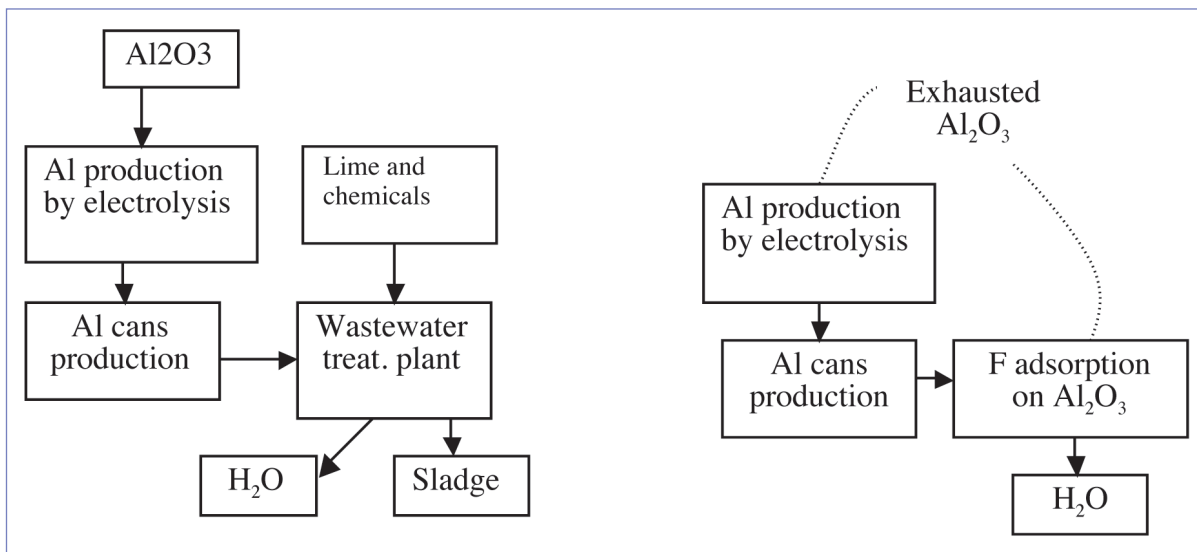 Al2O3
Al production
by electrolysis
Lime and
chemicals
Al cans
production
Wastewater
treat. plant
H₂O
Sladge
Exhausted
Al₂O₃
Al production
by electrolysis
Al cans
production
F adsorption
on Al₂O₃
H₂O